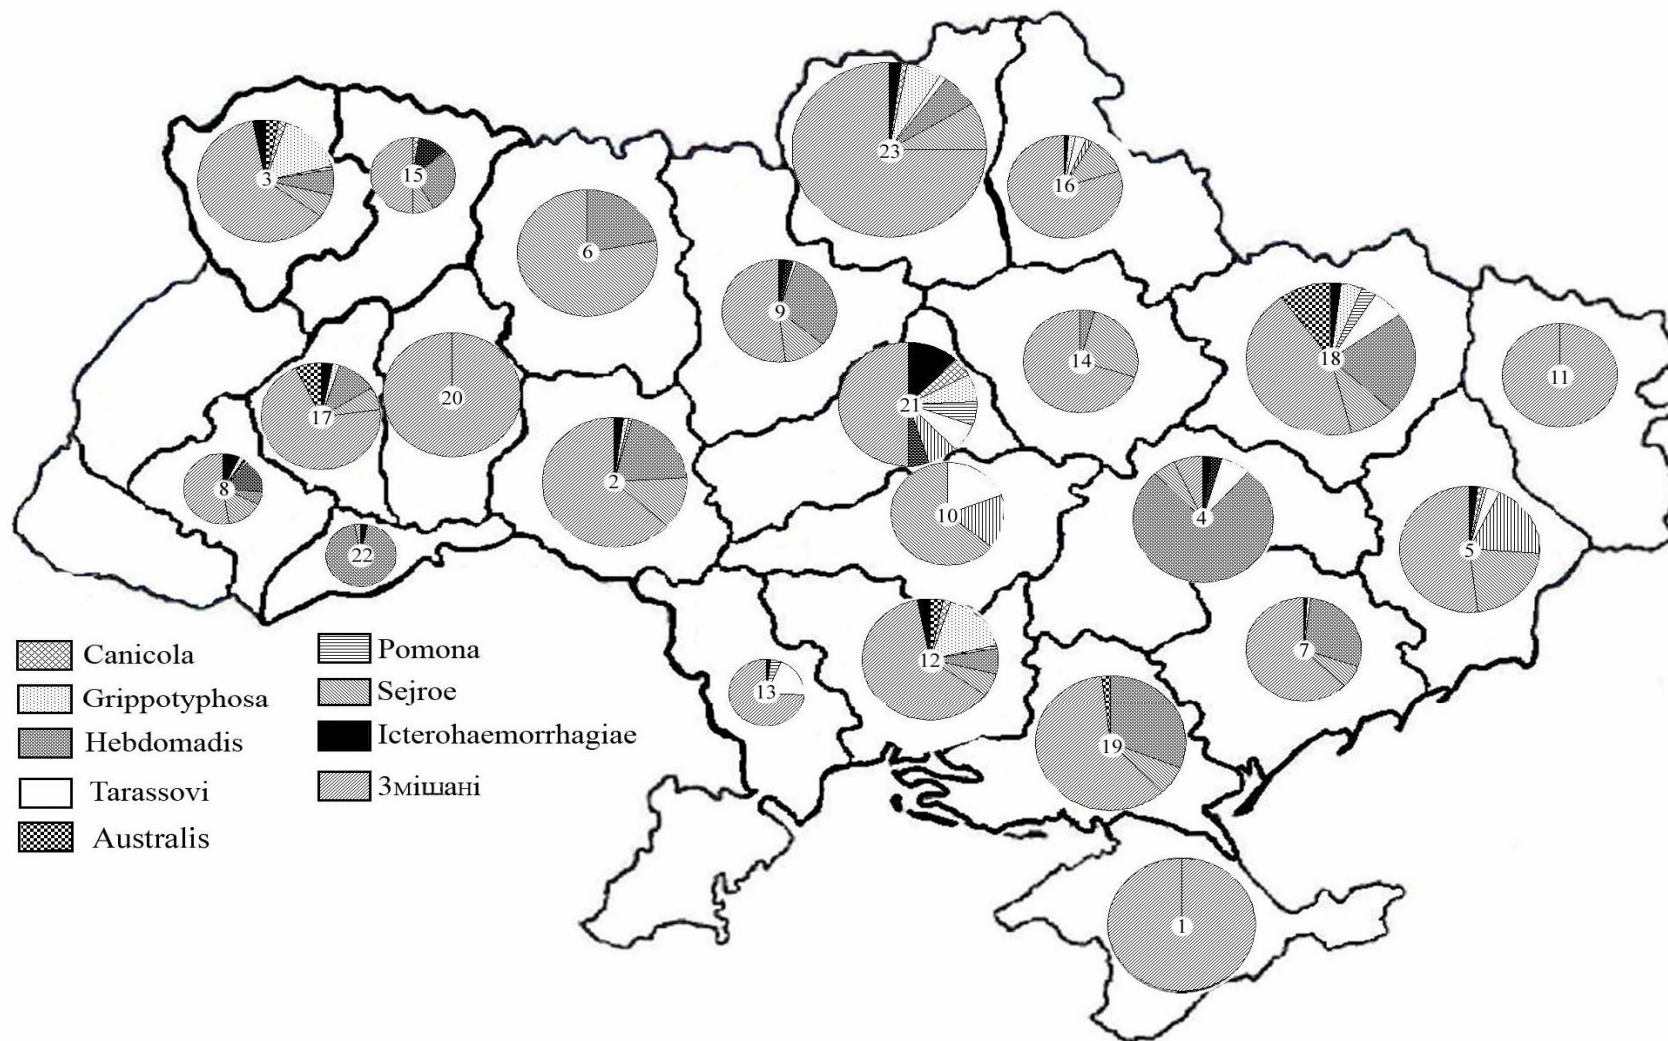 23
3
15
16
6
9
14
18
11
20
17
21
2
8
10
4
5
22
12
7
13
19
1
Canicola
Grippotyphosa
Hebdomadis
Tarassovi
Australis
Pomona
Sejroe
Icterohaemorrhagiae
Змішані